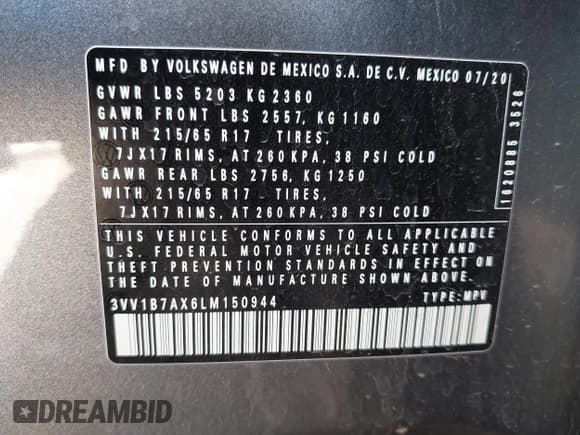 MFD BY VOLKSWAGEN DE MEXICO S.A. DE C.V. MEXICO 07/20
GVWR LBS 5203 KG 2360
GAWR FRONT LBS 2557, KG 1160
WITH 215/65 R17 TIRES,
7JX17 RIMS, AT 260 KPA, 38 PSI COLD
GAWR REAR LBS 2756, KG 1250
WITH 215/65 R17 TIRES,
7JX17 RIMS, AT 260 KPA, 38 PSI COLD
1620885 3526
THIS VEHICLE CONFORMS TO ALL APPLICABLE
U.S. FEDERAL MOTOR VEHICLE SAFETY AND
THEFT PREVENTION STANDARDS IN EFFECT ON
THE DATE OF MANUFACTURE SHOWN ABOVE.
3VV1B7AX6LM150944 TYPE: MPV
DREAMBID